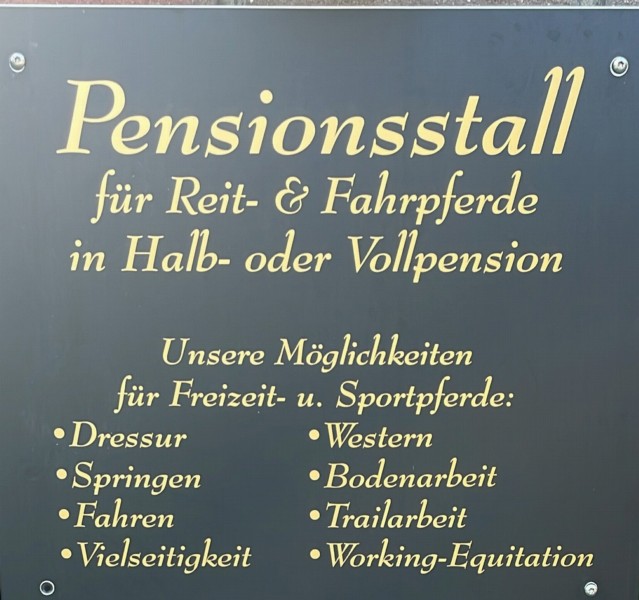 Pensionsstall
für Reit- & Fahrpferde
in Halb- oder Vollpension
Unsere Möglichkeiten
für Freizeit- u. Sportpferde:
•Dressur
•Springen
•Fahren
•Vielseitigkeit
•Western
•Bodenarbeit
•Trailarbeit
•Working-Equitation